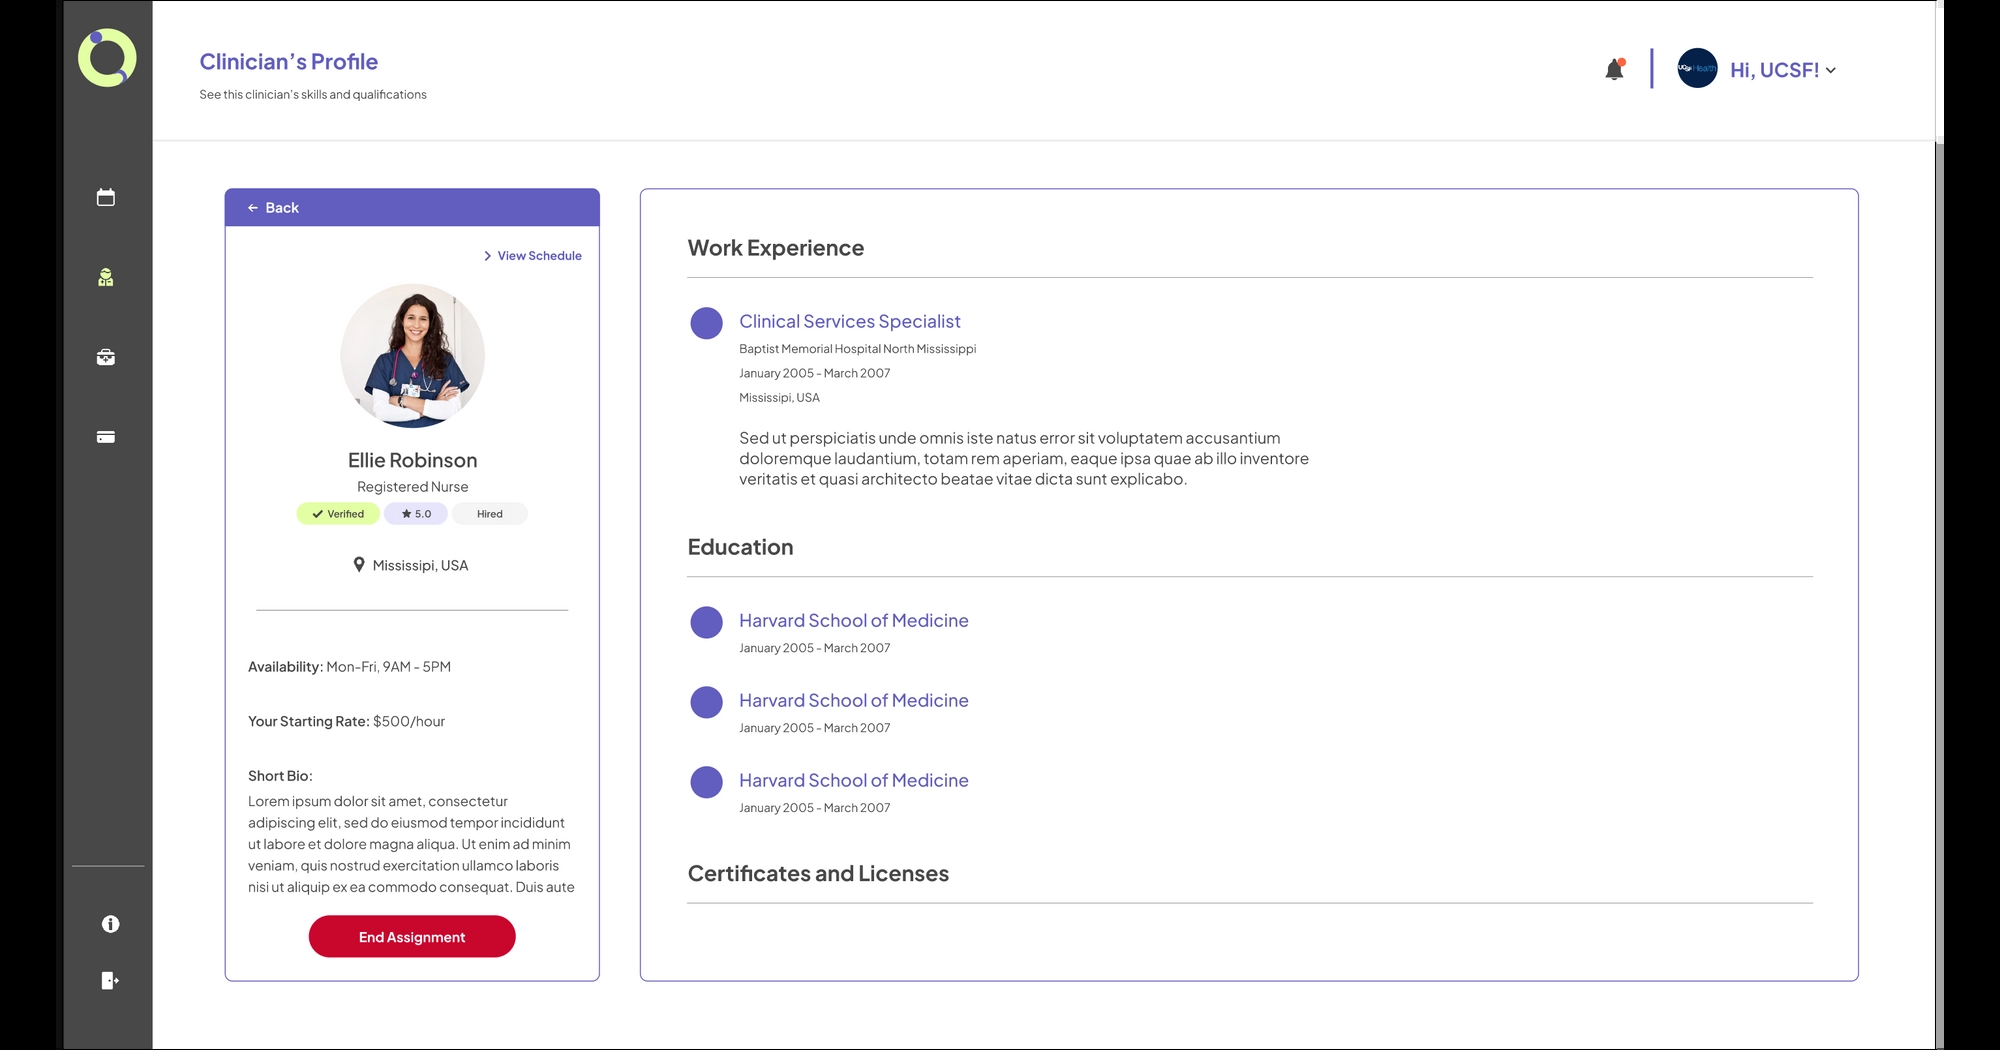 Clinician's Profile
See this clinician's skills and qualifications
UCSF Health
Hi, UCSF!
Back
View Schedule
Ellie Robinson
Registered Nurse
Verified
5.0
Hired
Mississipi, USA
Availability: Mon-Fri, 9AM - 5PM
Your Starting Rate: $500/hour
Short Bio:
Lorem ipsum dolor sit amet, consectetur
adipiscing elit, sed do eiusmod tempor incididunt
ut labore et dolore magna aliqua. Ut enim ad minim
veniam, quis nostrud exercitation ullamco laboris
nisi ut aliquip ex ea commodo consequat. Duis aute
End Assignment
Work Experience
Clinical Services Specialist
Baptist Memorial Hospital North Mississippi
January 2005 - March 2007
Mississipi, USA
Sed ut perspiciatis unde omnis iste natus error sit voluptatem accusantium
doloremque laudantium, totam rem aperiam, eaque ipsa quae ab illo inventore
veritatis et quasi architecto beatae vitae dicta sunt explicabo.
Education
Harvard School of Medicine
January 2005 - March 2007
Harvard School of Medicine
January 2005 - March 2007
Harvard School of Medicine
January 2005 - March 2007
Certificates and Licenses